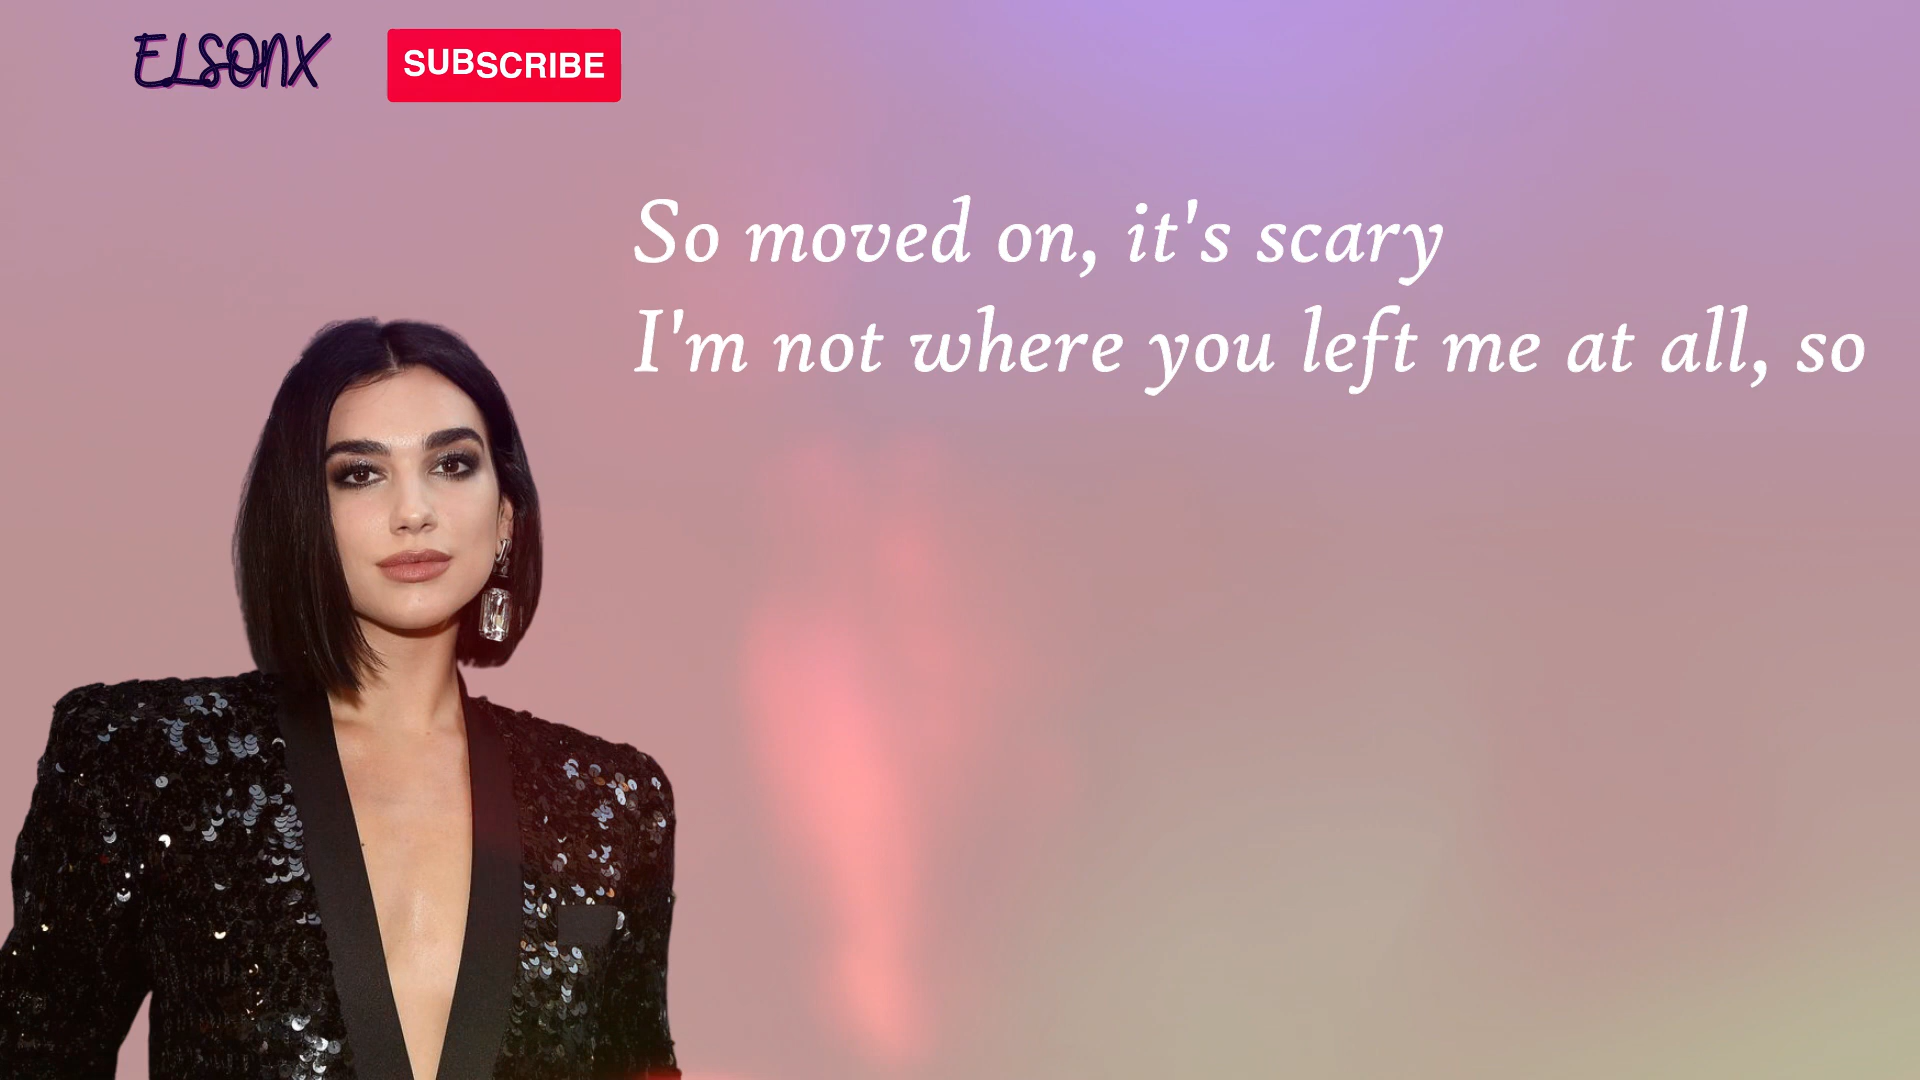 ELSONX
SUBSCRIBE
So moved on, it's scary
I'm not where you left me at all, so